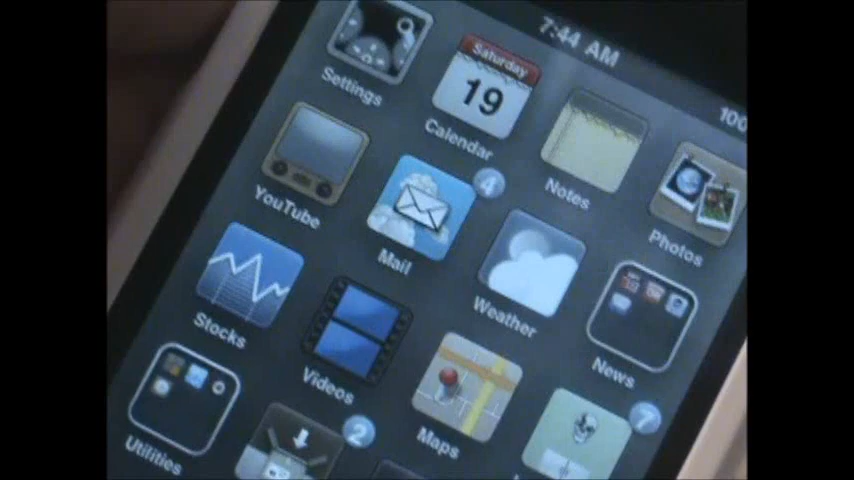 7:44 AM
100
Settings
Saturday
19
Calendar
Notes
Photos
YouTube
4
Mail
Weather
News
Stocks
Videos
Maps
7
Utilities
2